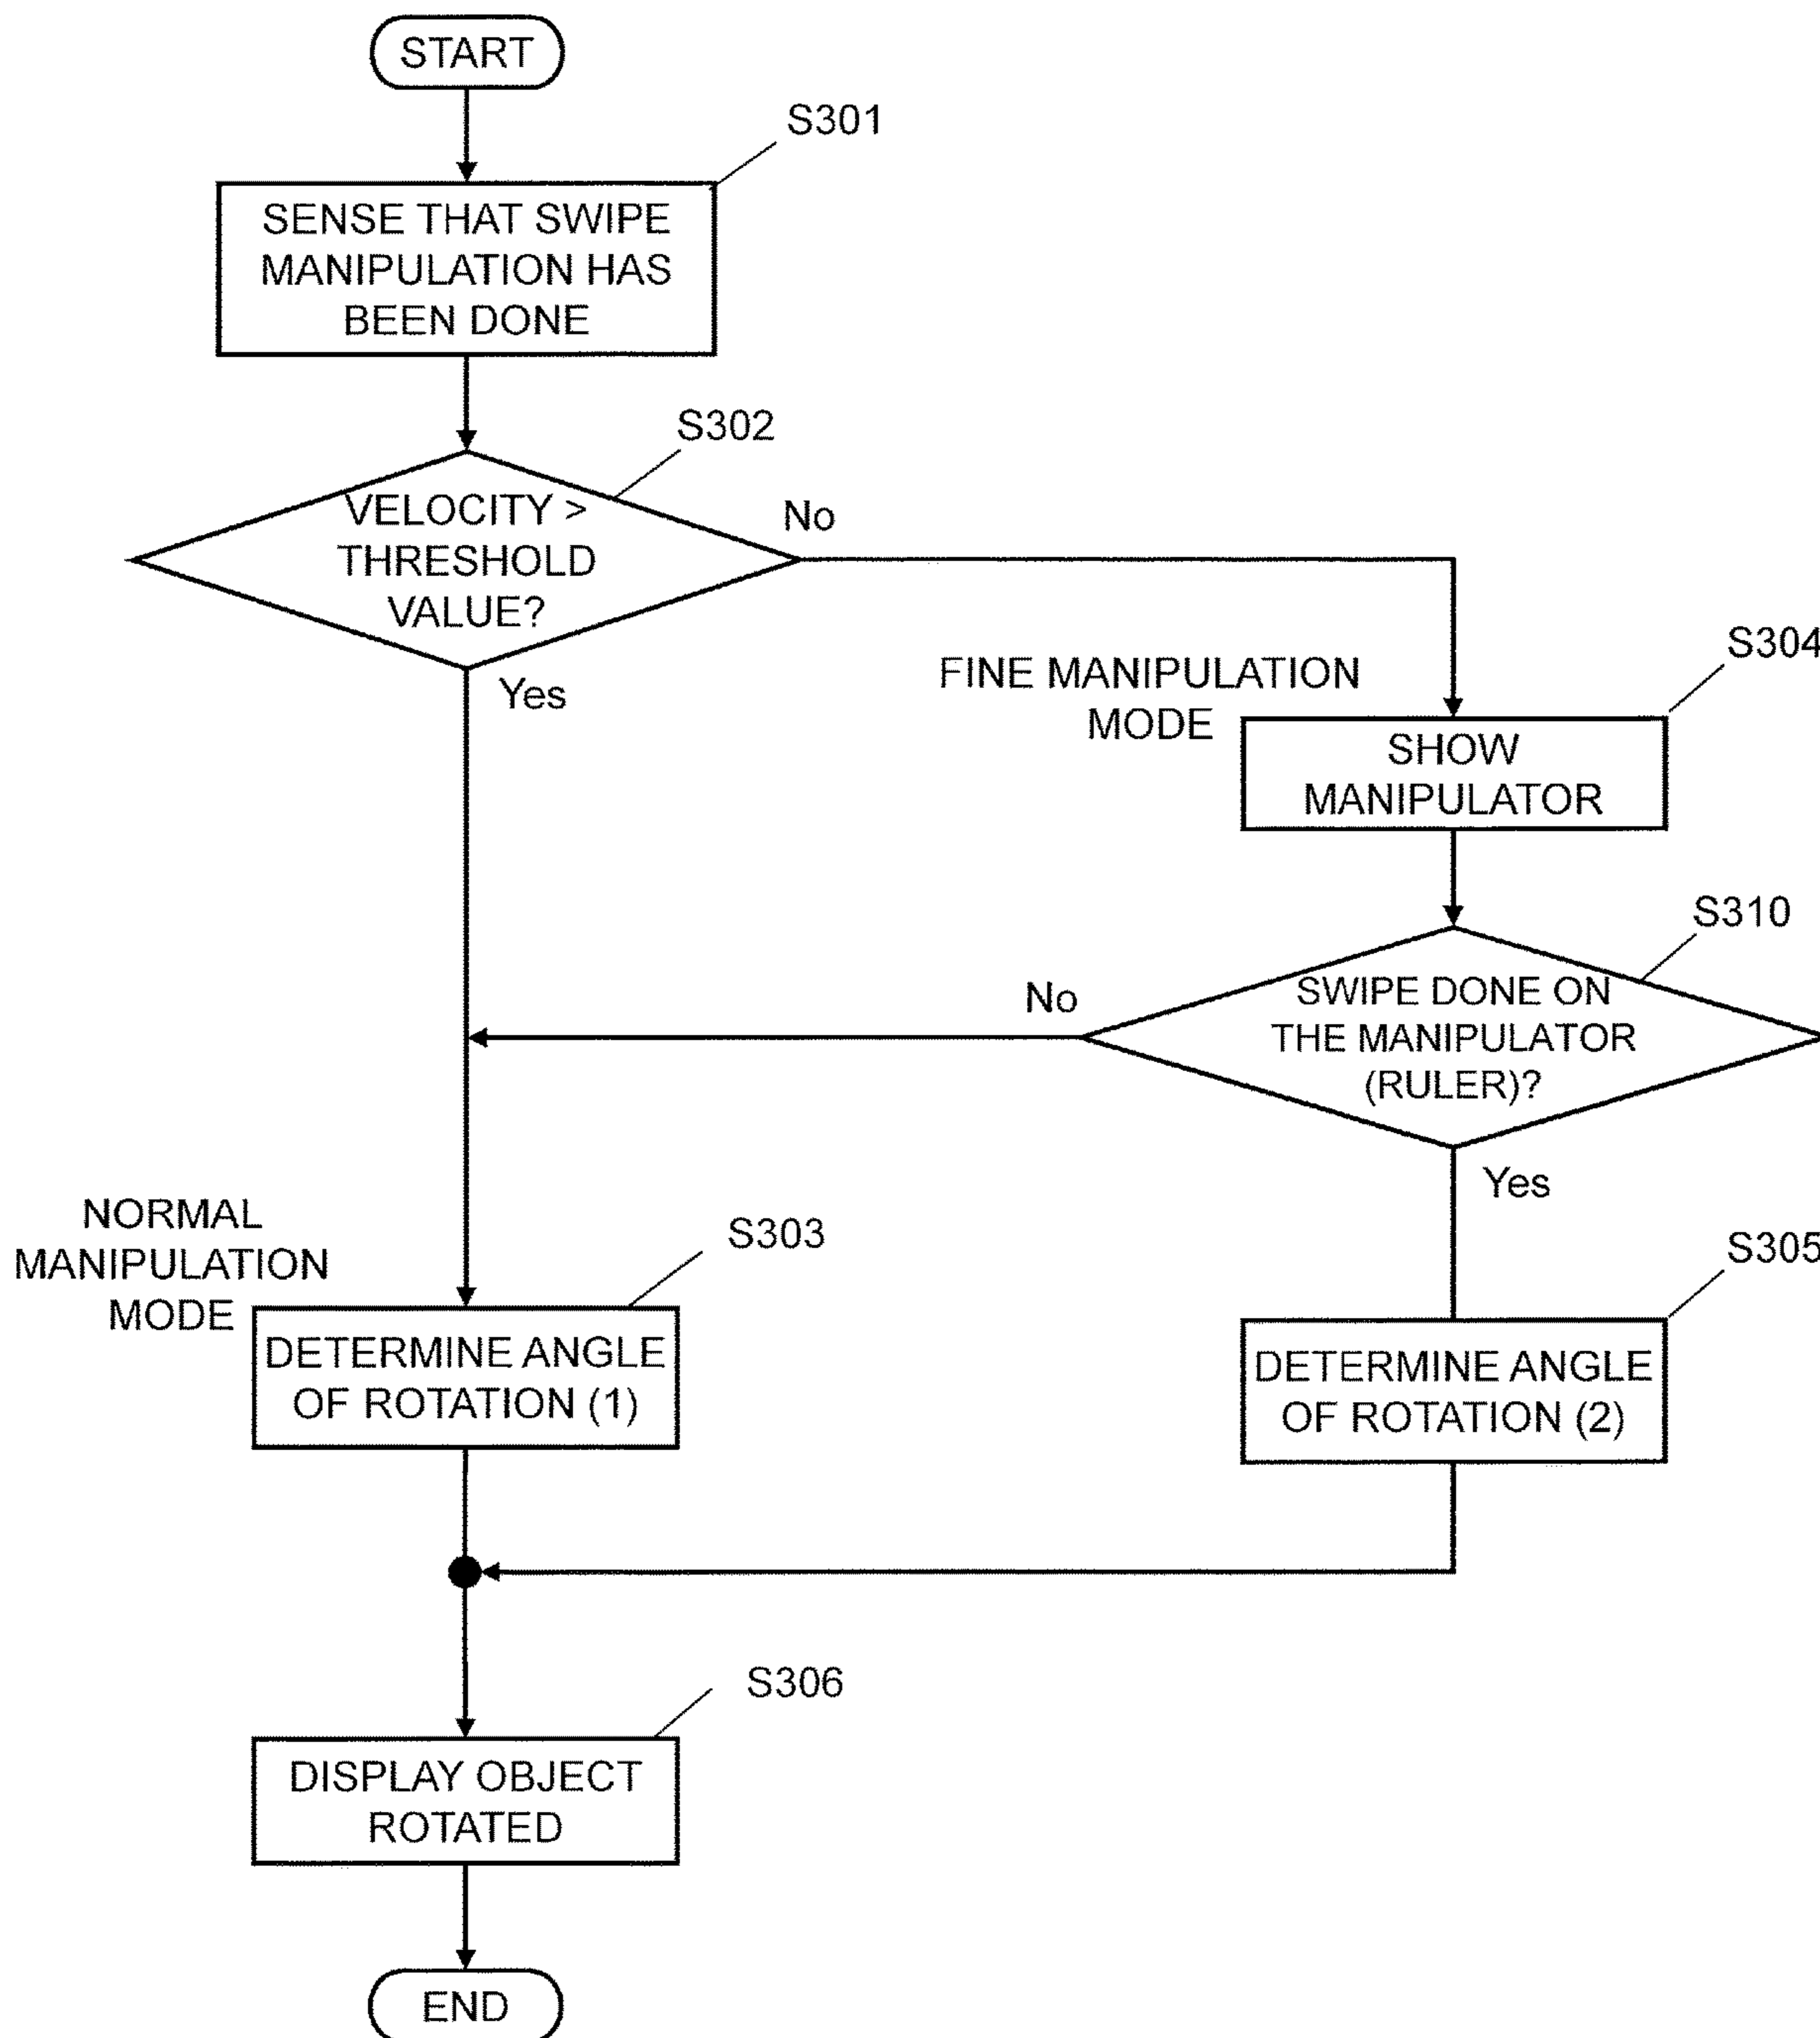 START
S301
SENSE THAT SWIPE
MANIPULATION HAS
BEEN DONE
S302
VELOCITY >
THRESHOLD
VALUE?
No
Yes
FINE MANIPULATION
MODE
S304
SHOW
MANIPULATOR
S310
SWIPE DONE ON
THE MANIPULATOR
(RULER)?
No
Yes
NORMAL
MANIPULATION
MODE
S303
DETERMINE ANGLE
OF ROTATION (1)
S305
DETERMINE ANGLE
OF ROTATION (2)
S306
DISPLAY OBJECT
ROTATED
END